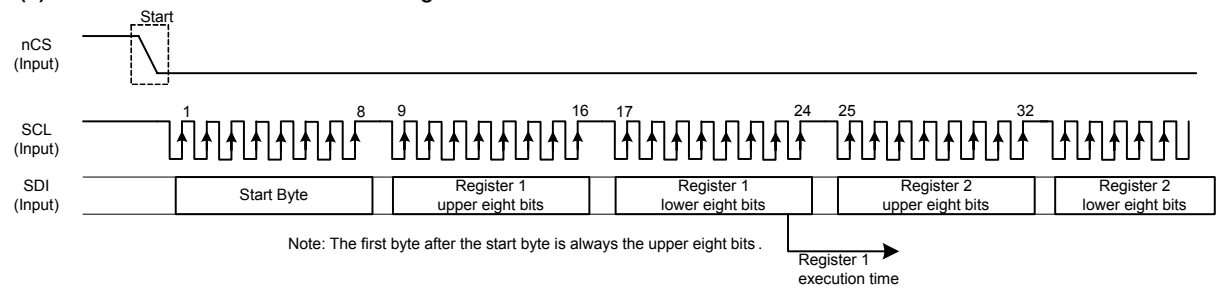 Start
nCS
(Input)
1 8 9 16 17 24 25 32
SCL
(Input)
SDI
(Input)
Start Byte
Register 1
upper eight bits
Register 1
lower eight bits
Register 2
upper eight bits
Register 2
lower eight bits
Note: The first byte after the start byte is always the upper eight bits .
Register 1
execution time